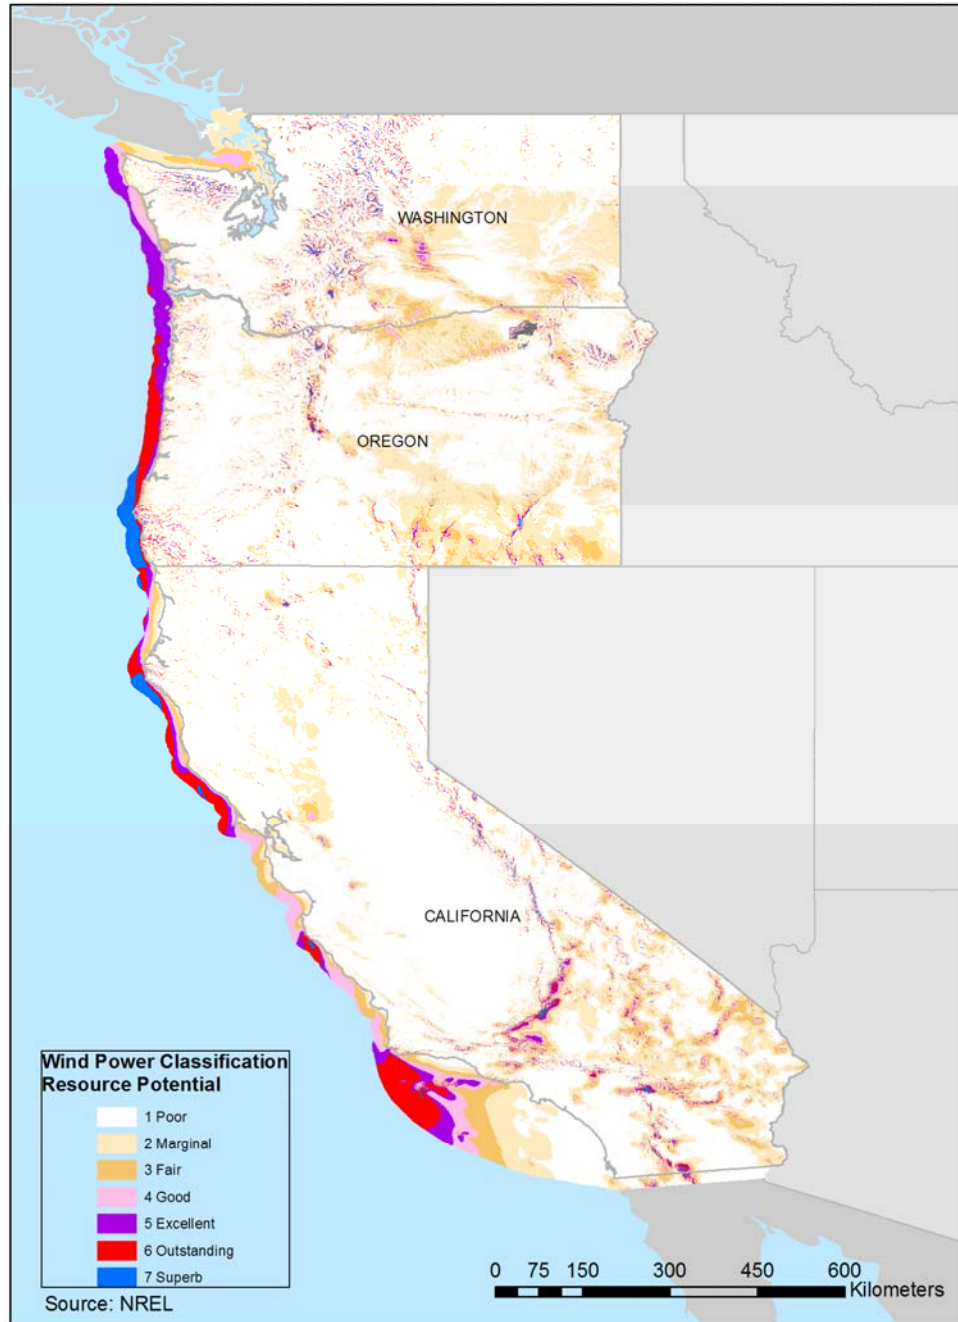 WASHINGTON
OREGON
CALIFORNIA
Wind Power Classification
Resource Potential
1 Poor
2 Marginal
3 Fair
4 Good
5 Excellent
6 Outstanding
7 Superb
Source: NREL
0 75 150 300 450 600
Kilometers